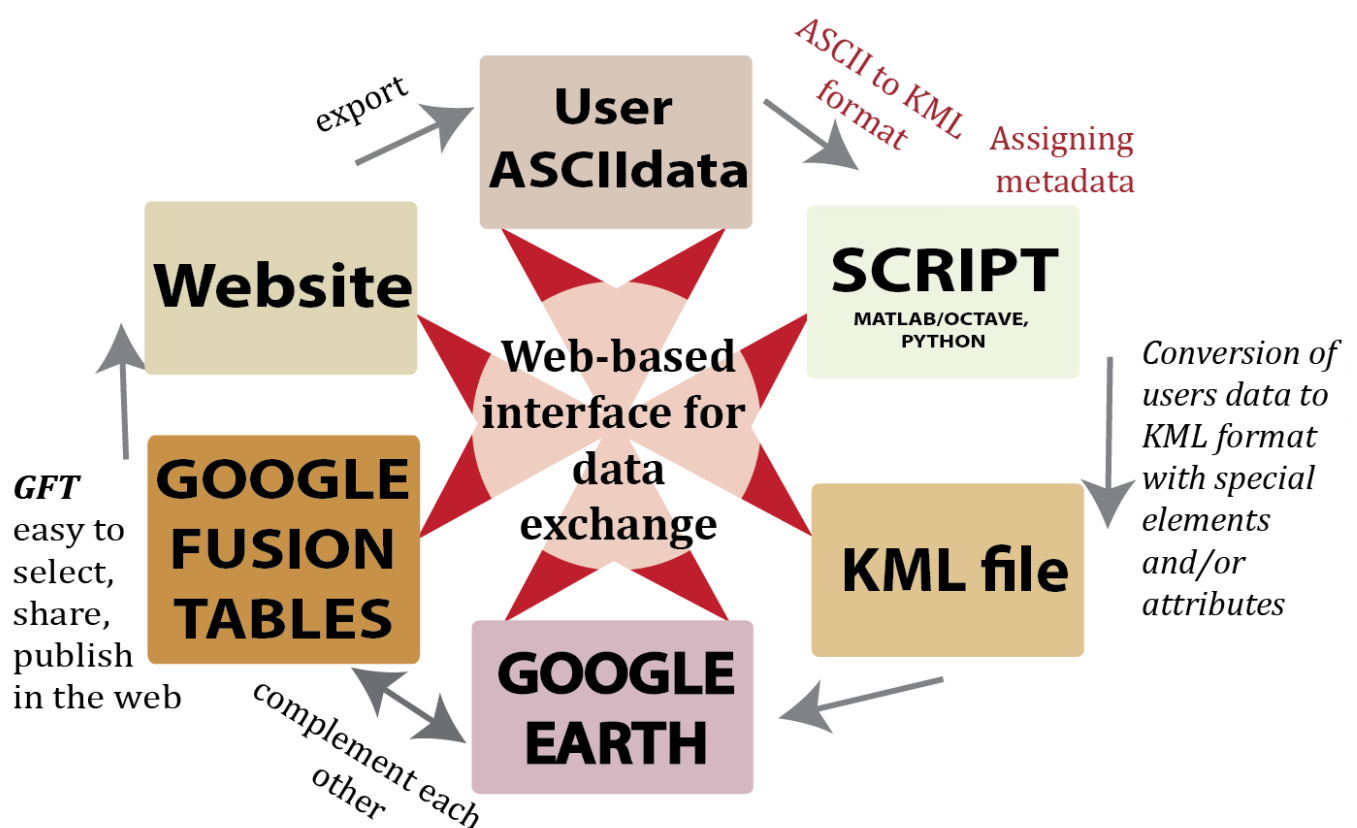 export
User
ASCIIdata
ASCII to KML
format
Assigning
metadata
Website
SCRIPT
MATLAB/OCTAVE,
PYTHON
Web-based
interface for
data
exchange
Conversion of
users data to
KML format
with special
elements
and/or
attributes
GFT
easy to
select,
share,
publish
in the web
GOOGLE
FUSION
TABLES
KML file
GOOGLE
EARTH
complement each
other